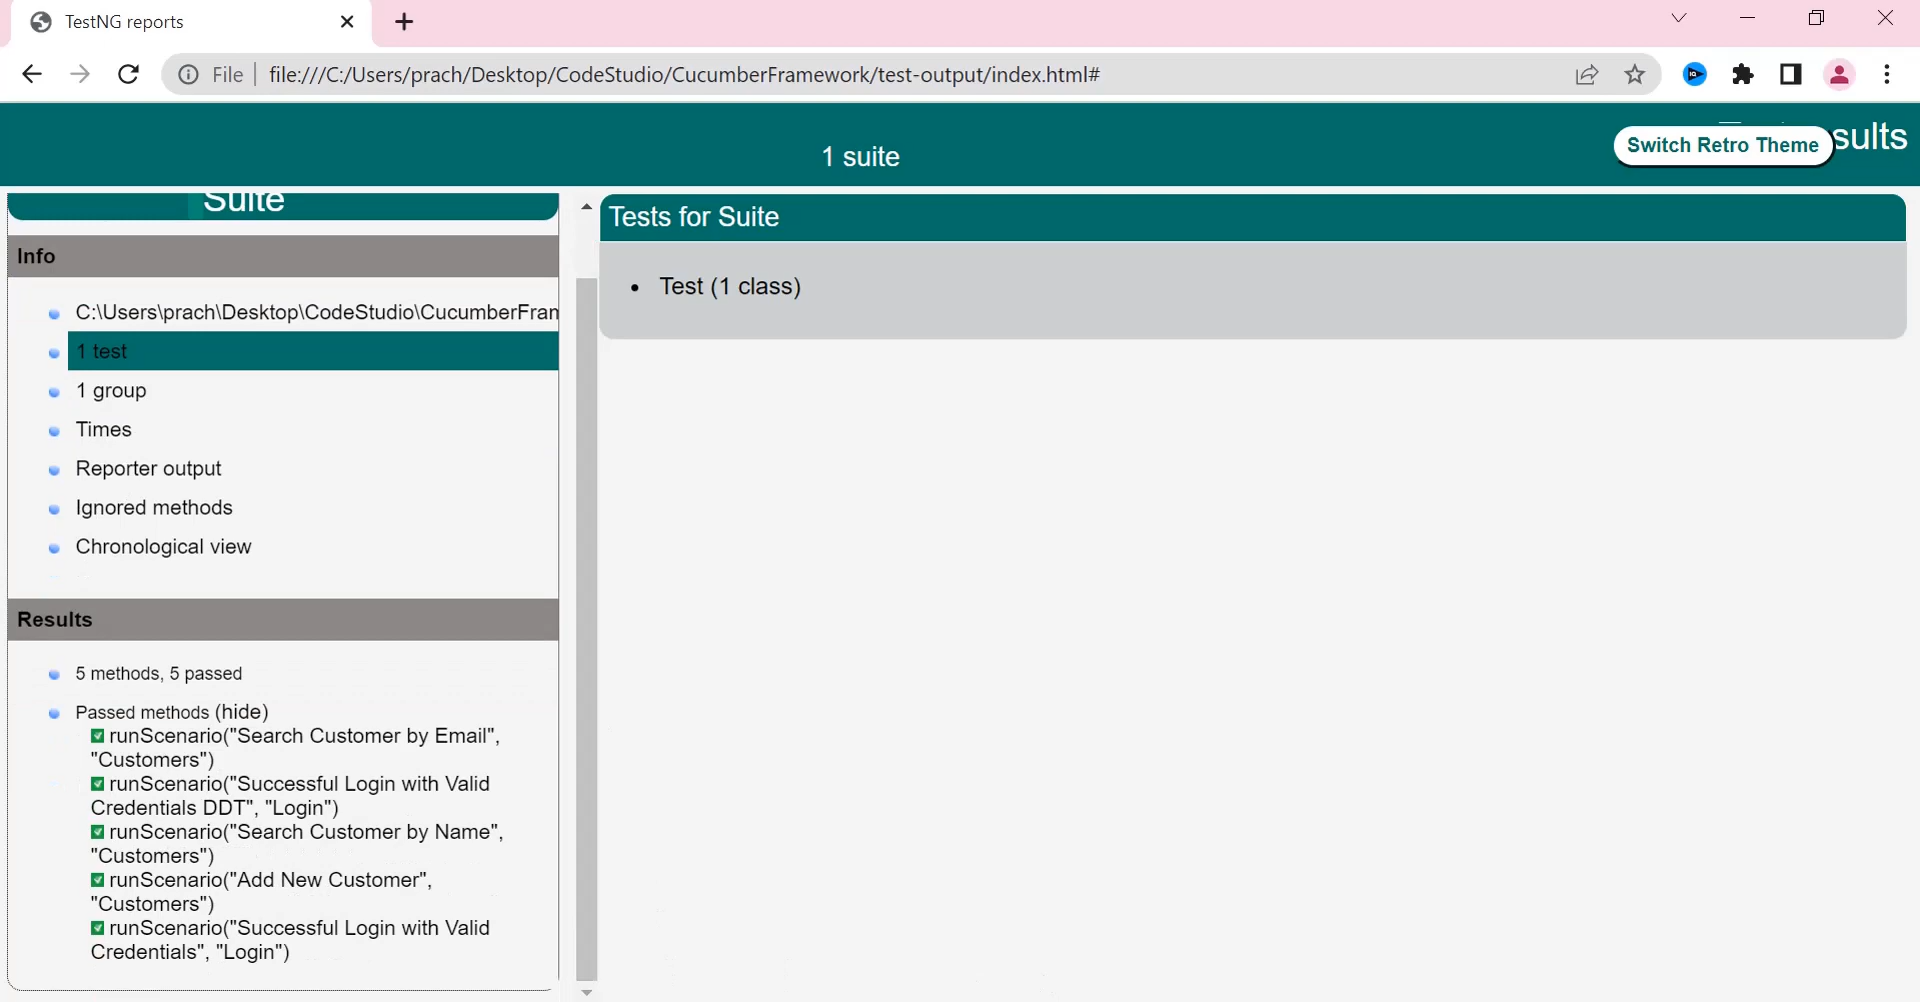 TestNG reports
File
file:///C:/Users/prach/Desktop/CodeStudio/CucumberFramework/test-output/index.html#
1 suite
Switch Retro Theme
sults
Suite
Info
C:\Users\prach\Desktop\CodeStudio\CucumberFran
1 test
1 group
Times
Reporter output
Ignored methods
Chronological view
Results
5 methods, 5 passed
Passed methods (hide)
runScenario("Search Customer by Email",
"Customers")
runScenario("Successful Login with Valid
Credentials DDT", "Login")
runScenario("Search Customer by Name",
"Customers")
runScenario("Add New Customer",
"Customers")
runScenario("Successful Login with Valid
Credentials", "Login")
Tests for Suite
Test (1 class)